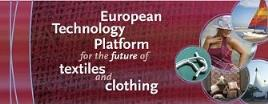 European
Technology
Platform
for the future of
textiles
and
clothing